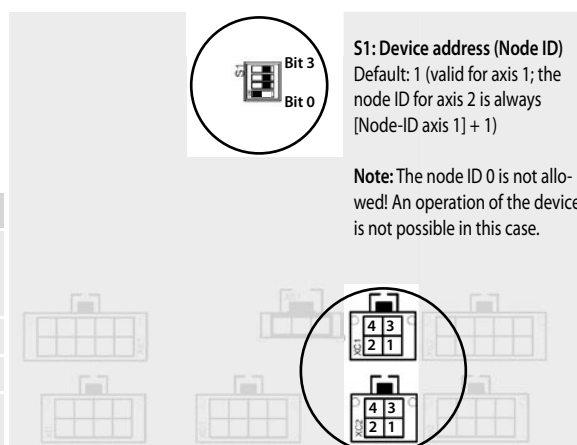 S1
Bit 3
Bit 0
S1: Device address (Node ID)
Default: 1 (valid for axis 1; the
node ID for axis 2 is always
[Node-ID axis 1] + 1)
Note: The node ID 0 is not allo-
wed! An operation of the device
is not possible in this case.
XC1
4 3
2 1
XC2
4 3
2 1